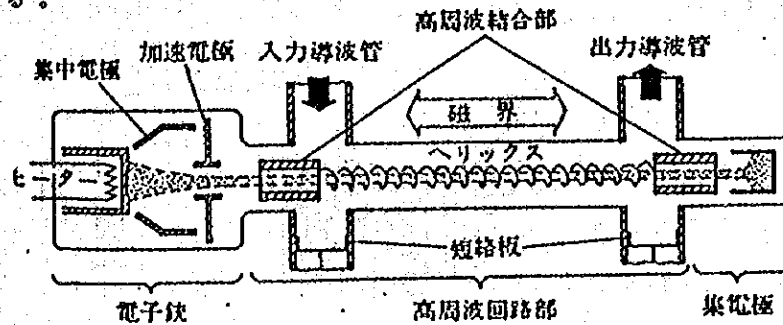 る。
高周波結合部
集中電極 加速電極 入力導波管 出力導波管
磁界
ヘリックス
ヒーター
短絡板
電子銃 高周波回路部 集電極